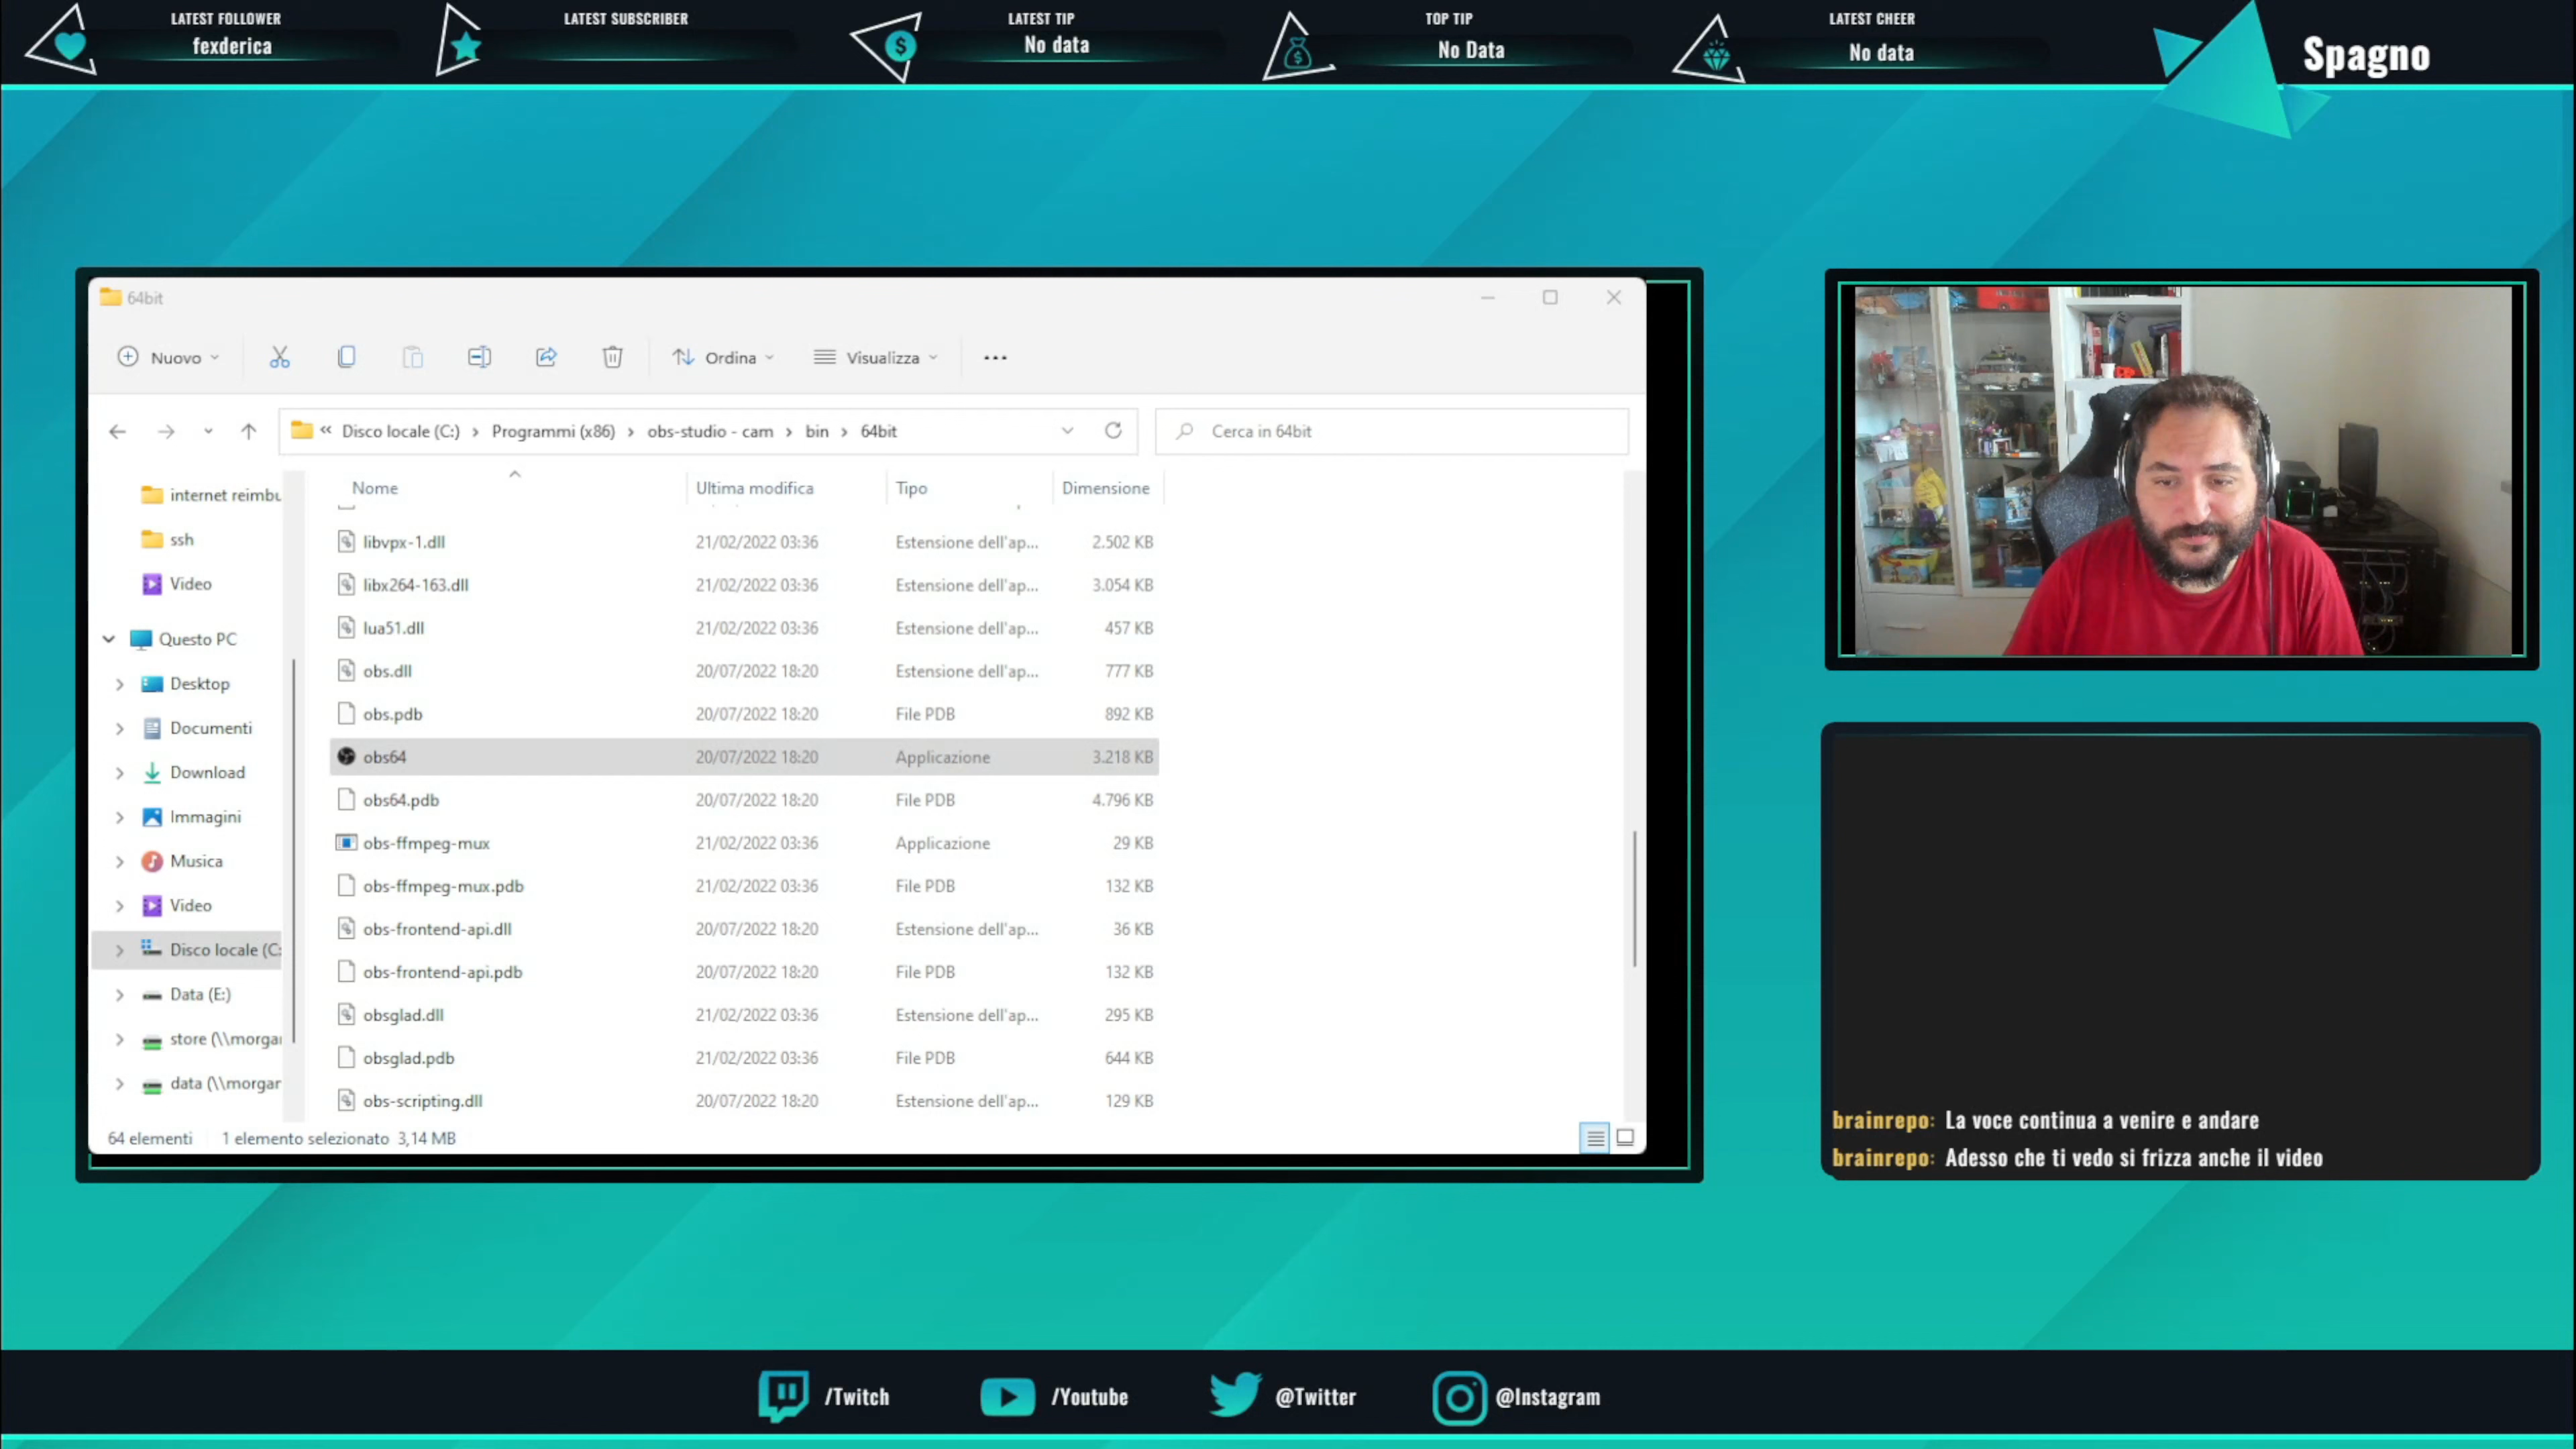 LATEST FOLLOWER
fexderica
LATEST SUBSCRIBER
LATEST TIP
No data
TOP TIP
No Data
LATEST CHEER
No data
Spagno
64bit
Nuovo
Ordina
Visualizza
« Disco locale (C:) > Programmi (x86) > obs-studio - cam > bin > 64bit
Cerca in 64bit
internet reimbu
ssh
Video
Questo PC
Desktop
Documenti
Download
Immagini
Musica
Video
Disco locale (C:
Data (E:)
store (\\morgar
data (\\morgar
Nome Ultima modifica Tipo Dimensione
libvpx-1.dll 21/02/2022 03:36 Estensione dell'ap... 2.502 KB
libx264-163.dll 21/02/2022 03:36 Estensione dell'ap... 3.054 KB
lua51.dll 21/02/2022 03:36 Estensione dell'ap... 457 KB
obs.dll 20/07/2022 18:20 Estensione dell'ap... 777 KB
obs.pdb 20/07/2022 18:20 File PDB 892 KB
obs64 20/07/2022 18:20 Applicazione 3.218 KB
obs64.pdb 20/07/2022 18:20 File PDB 4.796 KB
obs-ffmpeg-mux 21/02/2022 03:36 Applicazione 29 KB
obs-ffmpeg-mux.pdb 21/02/2022 03:36 File PDB 132 KB
obs-frontend-api.dll 20/07/2022 18:20 Estensione dell'ap... 36 KB
obs-frontend-api.pdb 20/07/2022 18:20 File PDB 132 KB
obsglad.dll 21/02/2022 03:36 Estensione dell'ap... 295 KB
obsglad.pdb 21/02/2022 03:36 File PDB 644 KB
obs-scripting.dll 20/07/2022 18:20 Estensione dell'ap... 129 KB
64 elementi 1 elemento selezionato 3,14 MB
brainrepo: La voce continua a venire e andare
brainrepo: Adesso che ti vedo si frizza anche il video
/Twitch
/Youtube
@Twitter
@Instagram